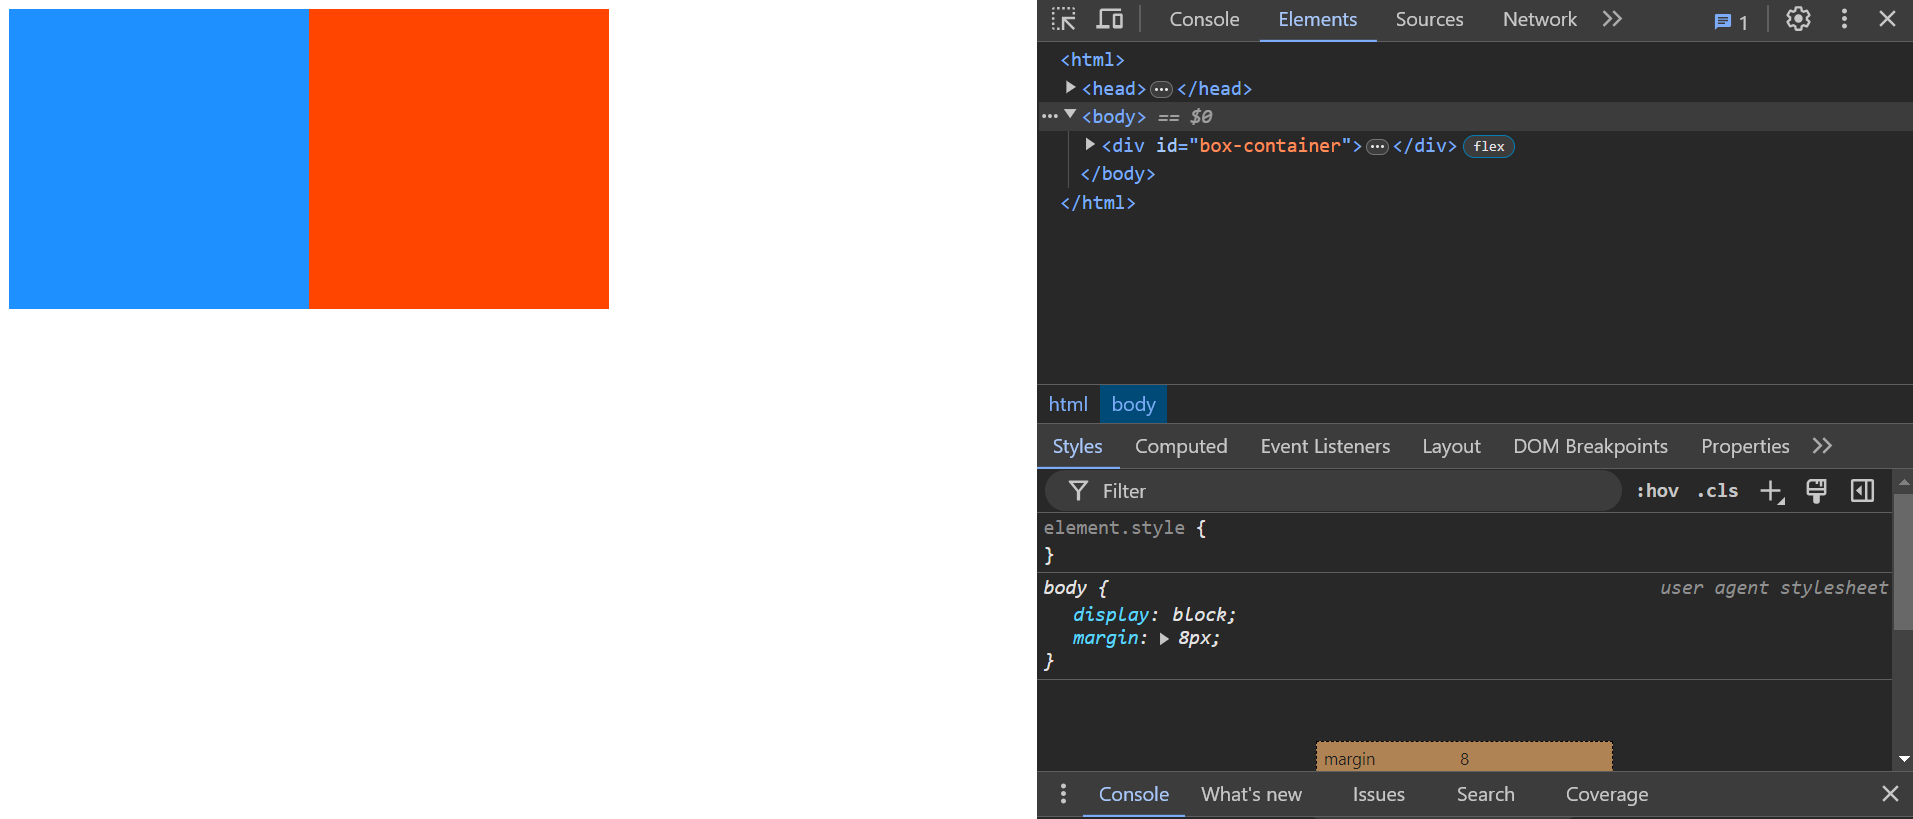 Console Elements Sources Network 1
<html>
<head> ••• </head>
••• <body> == $0
<div id="box-container"> ••• </div> flex
</body>
</html>
html body
Styles Computed Event Listeners Layout DOM Breakpoints Properties
Filter :hov .cls
element.style {
}
body { user agent stylesheet
display: block;
margin: 8px;
}
margin 8
Console What's new Issues Search Coverage